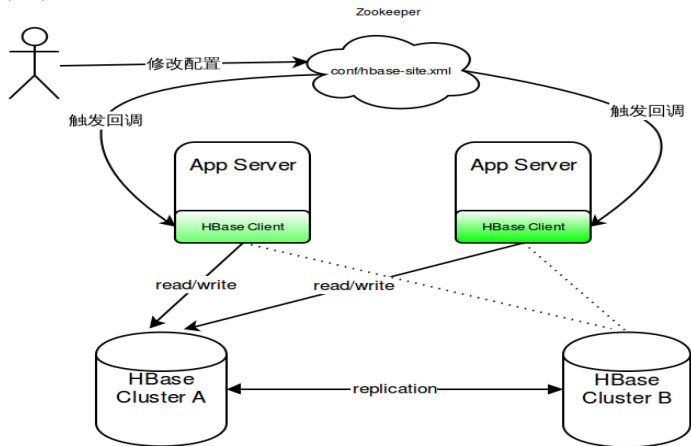 Zookeeper
修改配置
conf/hbase-site.xml
触发回调
触发回调
App Server
App Server
HBase Client
HBase Client
read/write
read/write
HBase
Cluster A
replication
HBase
Cluster B